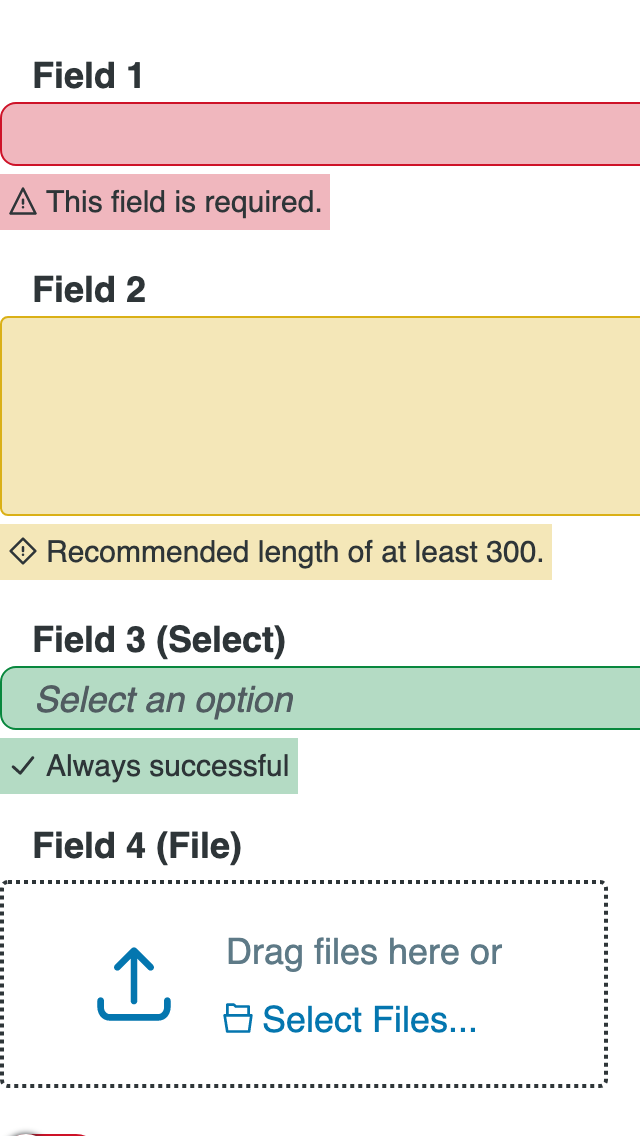 Field 1
This field is required.
Field 2
Recommended length of at least 300.
Field 3 (Select)
Select an option
Always successful
Field 4 (File)
Drag files here or
Select Files...